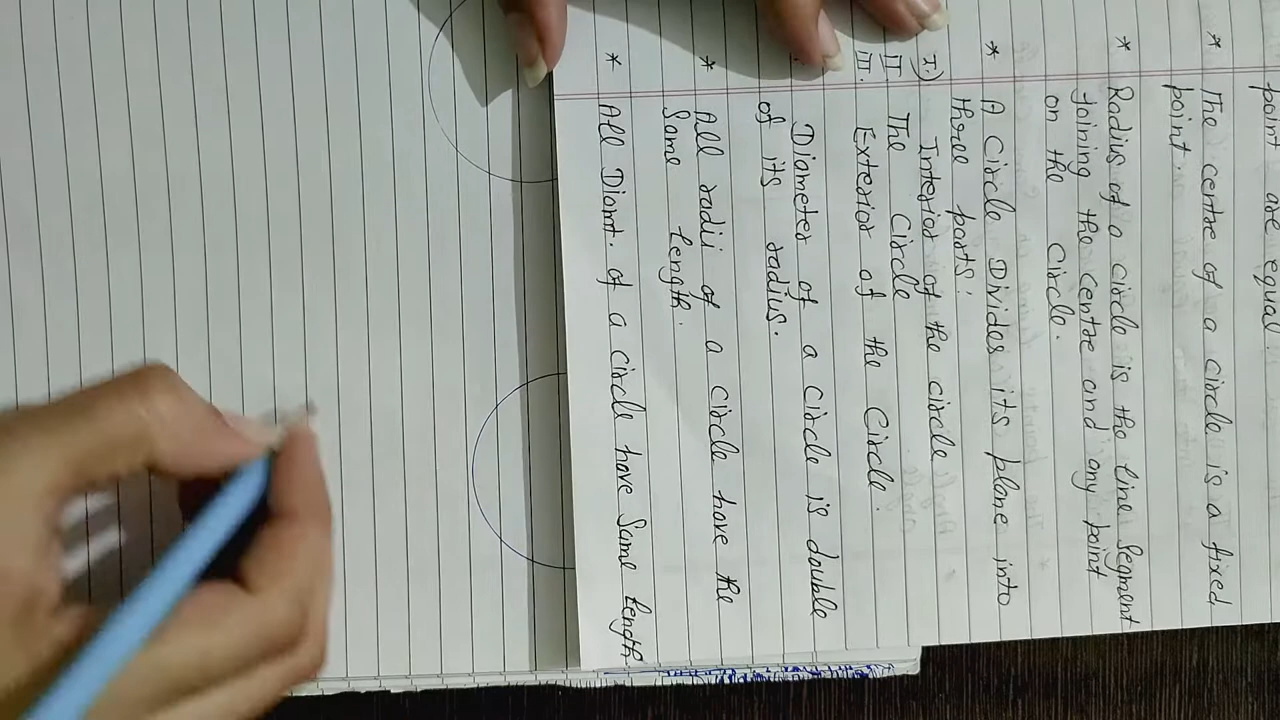 point are equal.
* The centre of a circle is a fixed
point.
* Radius of a circle is the line segment
joining the centre and any point
on the circle.
* A Circle Divides its plane into
three parts:
I.) Interior of the circle
II The Circle
III. Exterior of the Circle.
Diameter of a circle is double
of its radius.
* All radii of a circle have the
Same length.
* All Diamt. of a circle have Same length.